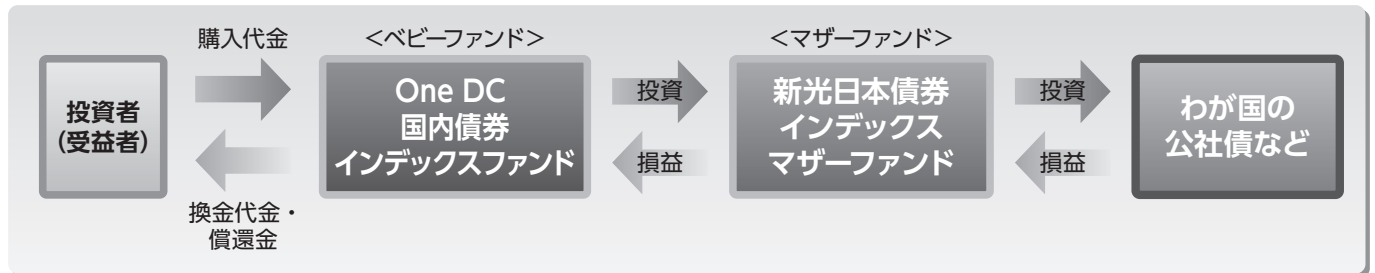 購入代金
<ベビーファンド>
<マザーファンド>
投資者
(受益者)
One DC
国内債券
インデックスファンド
投資
損益
新光日本債券
インデックス
マザーファンド
投資
損益
わが国の
公社債など
換金代金・
償還金